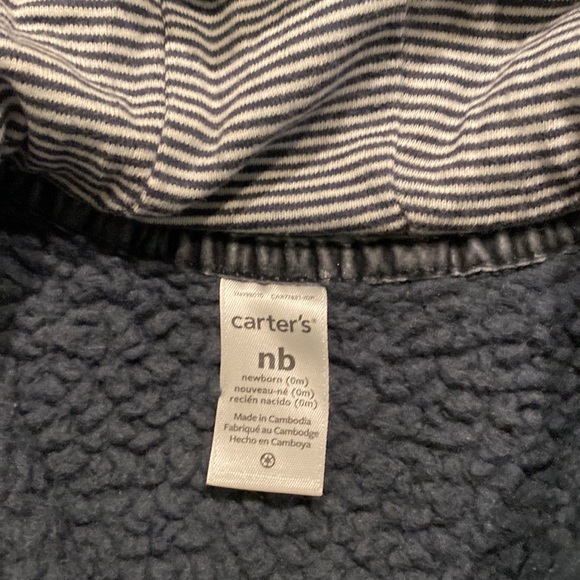 carter's®
nb
newborn (0m)
nouveau-né (0m)
recién nacido (0m)
Made in Cambodia
Fabriqué au Cambodge
Hecho en Camboya